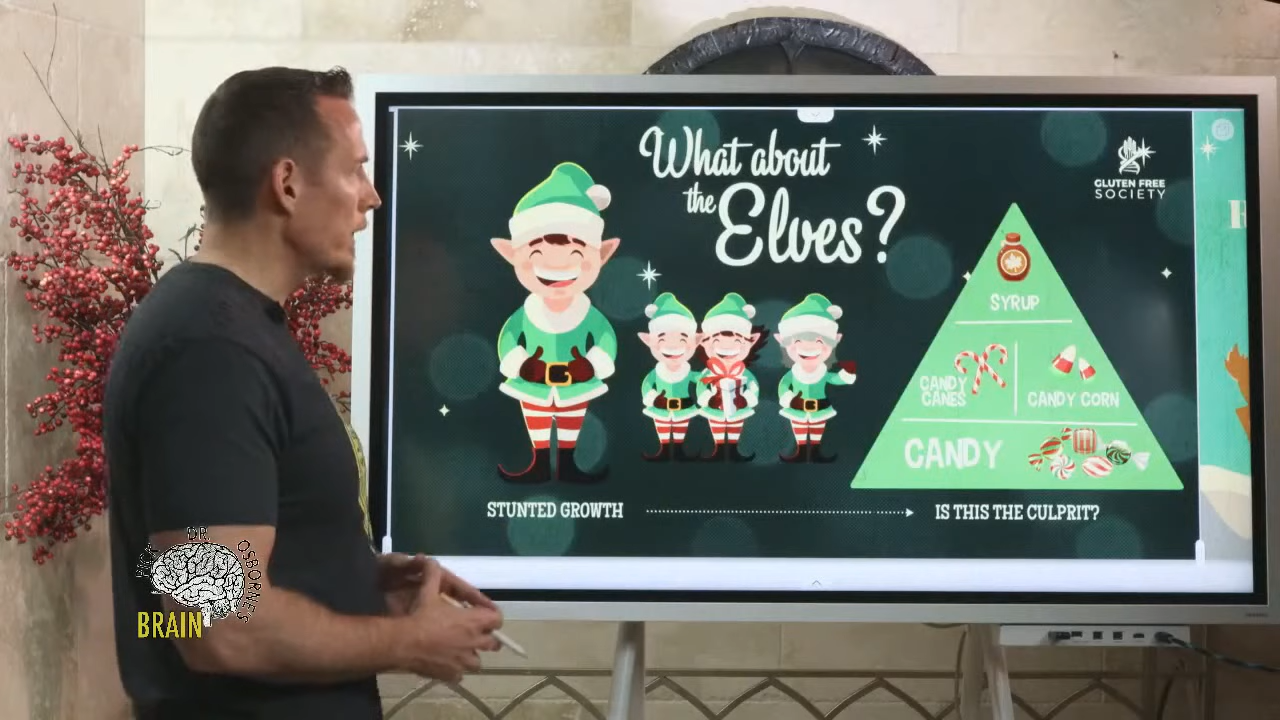 What about
the Elves?
GLUTEN FREE
SOCIETY
SYRUP
CANDY
CANES
CANDY CORN
CANDY
STUNTED GROWTH
IS THIS THE CULPRIT?
DR.
OSBORNE'S
BRAIN